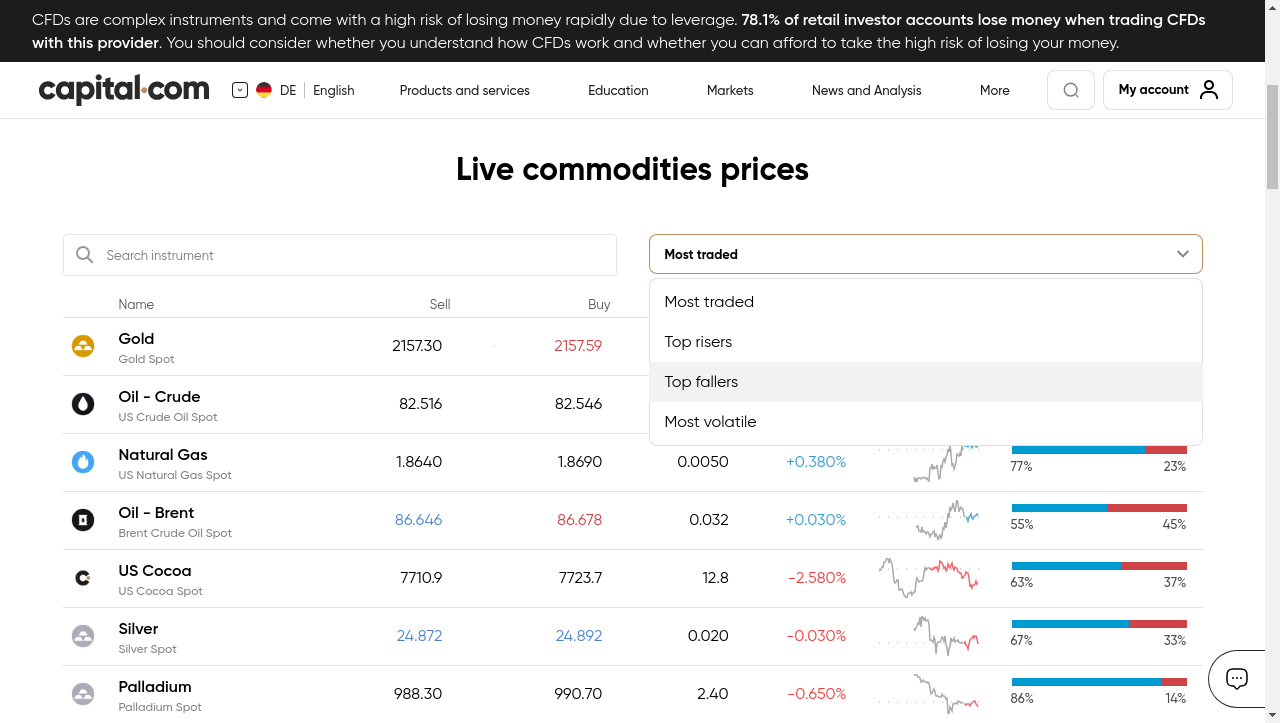 CFDs are complex instruments and come with a high risk of losing money rapidly due to leverage. 78.1% of retail investor accounts lose money when trading CFDs
with this provider. You should consider whether you understand how CFDs work and whether you can afford to take the high risk of losing your money.
capital.com DE English Products and services Education Markets News and Analysis More My account
Live commodities prices
Search instrument Most traded
Name Sell Buy
Most traded
Top risers
Top fallers
Most volatile
Gold 2157.30 2157.59
Gold Spot
Oil - Crude 82.516 82.546
US Crude Oil Spot
Natural Gas 1.8640 1.8690 0.0050 +0.380% 77% 23%
US Natural Gas Spot
Oil - Brent 86.646 86.678 0.032 +0.030% 55% 45%
Brent Crude Oil Spot
US Cocoa 7710.9 7723.7 12.8 -2.580% 63% 37%
US Cocoa Spot
Silver 24.872 24.892 0.020 -0.030% 67% 33%
Silver Spot
Palladium 988.30 990.70 2.40 -0.650% 86% 14%
Palladium Spot